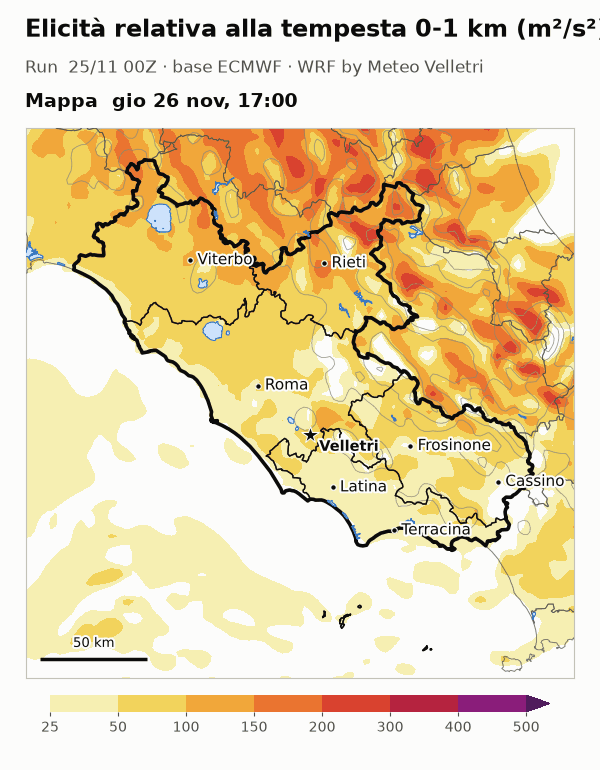 Elicità relativa alla tempesta 0-1 km (m²/s²)
Run  25/11 00Z · base ECMWF · WRF by Meteo Velletri
Mappa  gio 26 nov, 17:00
Viterbo
Rieti
Roma
Velletri
Frosinone
Cassino
Latina
Terracina
50 km
25 50 100 150 200 300 400 500